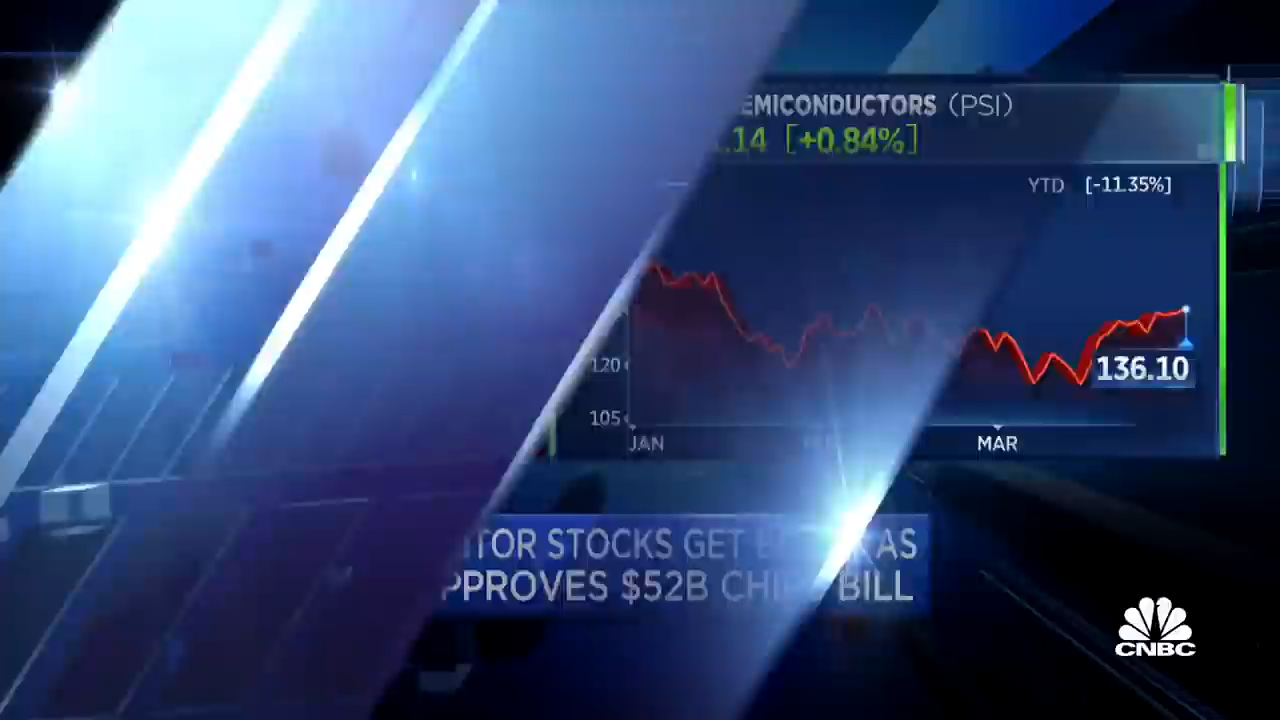 EMICONDUCTORS (PSI)
.14 [+0.84%]
YTD [-11.35%]
120
136.10
105
JAN
MAR
ITOR STOCKS GET AS
PPROVES $52B BILL
CNBC